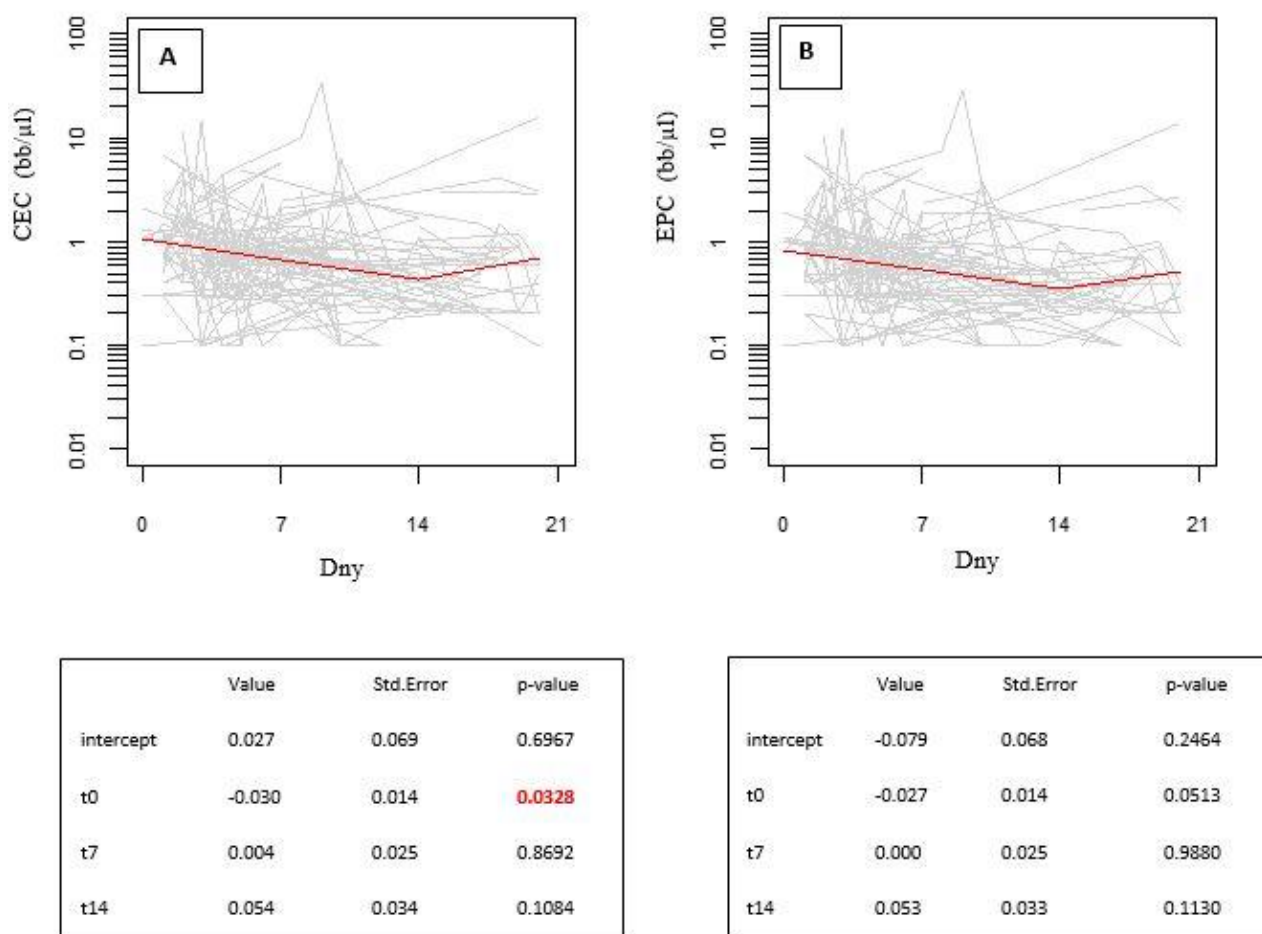 A
B
CEC (bb/μl)
100
10
1
0.1
0.01
0 7 14 21
Dny
EPC (bb/μl)
100
10
1
0.1
0.01
0 7 14 21
Dny
Value Std.Error p-value
intercept 0.027 0.069 0.6967
t0 -0.030 0.014 0.0328
t7 0.004 0.025 0.8692
t14 0.054 0.034 0.1084
Value Std.Error p-value
intercept -0.079 0.068 0.2464
t0 -0.027 0.014 0.0513
t7 0.000 0.025 0.9880
t14 0.053 0.033 0.1130